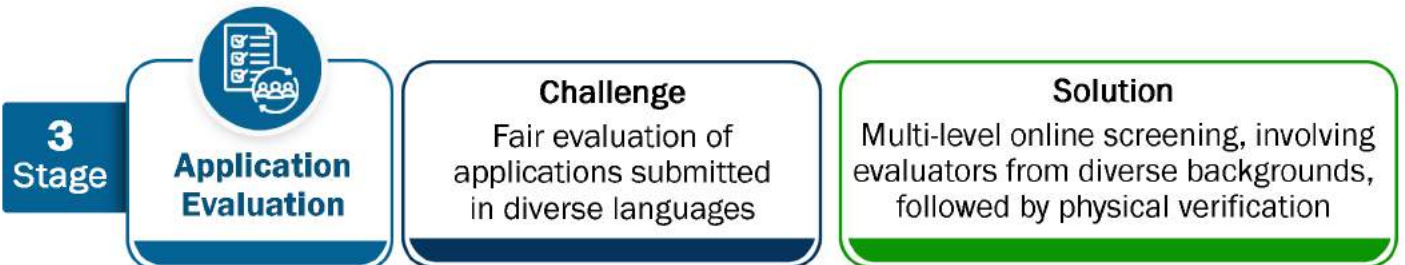 3
Stage
Application
Evaluation
Challenge
Fair evaluation of
applications submitted
in diverse languages
Solution
Multi-level online screening, involving
evaluators from diverse backgrounds,
followed by physical verification